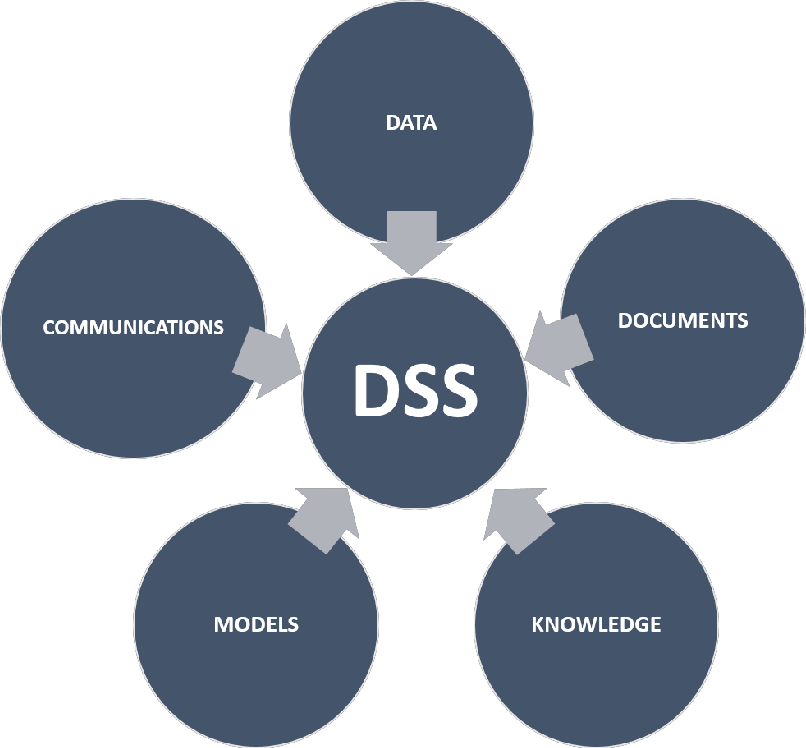 DATA
COMMUNICATIONS
DOCUMENTS
DSS
MODELS
KNOWLEDGE